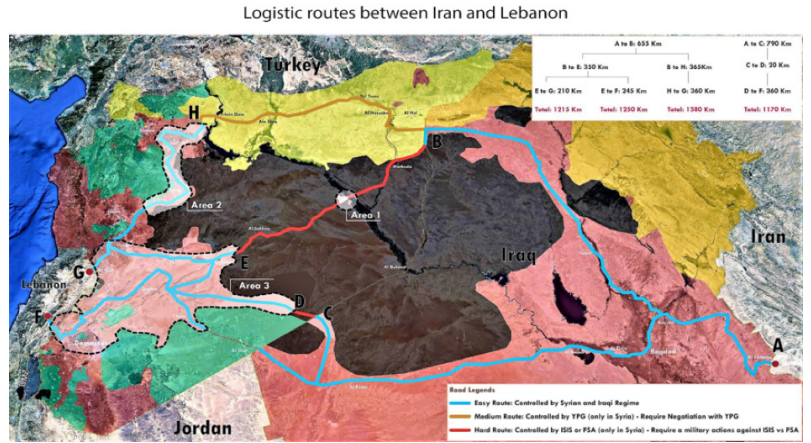 Logistic routes between Iran and Lebanon
A to B: 655 Km
A to C: 790 Km
B to E: 350 Km
B to H: 365Km
C to D: 20 Km
E to G: 210 Km
E to F: 245 Km
H to G: 360 Km
D to F: 360 Km
Total: 1215 Km
Total: 1250 Km
Total: 1380 Km
Total: 1170 Km
Turkey
H
B
Area 2
Area 1
Iraq
Iran
E
G
Lebanon
Area 3
D
C
F
A
Jordan
Road Legends
Easy Route: Controlled by Syrian and Iraqi Regime
Medium Route: Controlled by YPG (only in Syria) - Require Negotiation with YPG
Hard Route: Controlled by ISIS or FSA (only in Syria) - Require a military actions against ISIS vs FSA